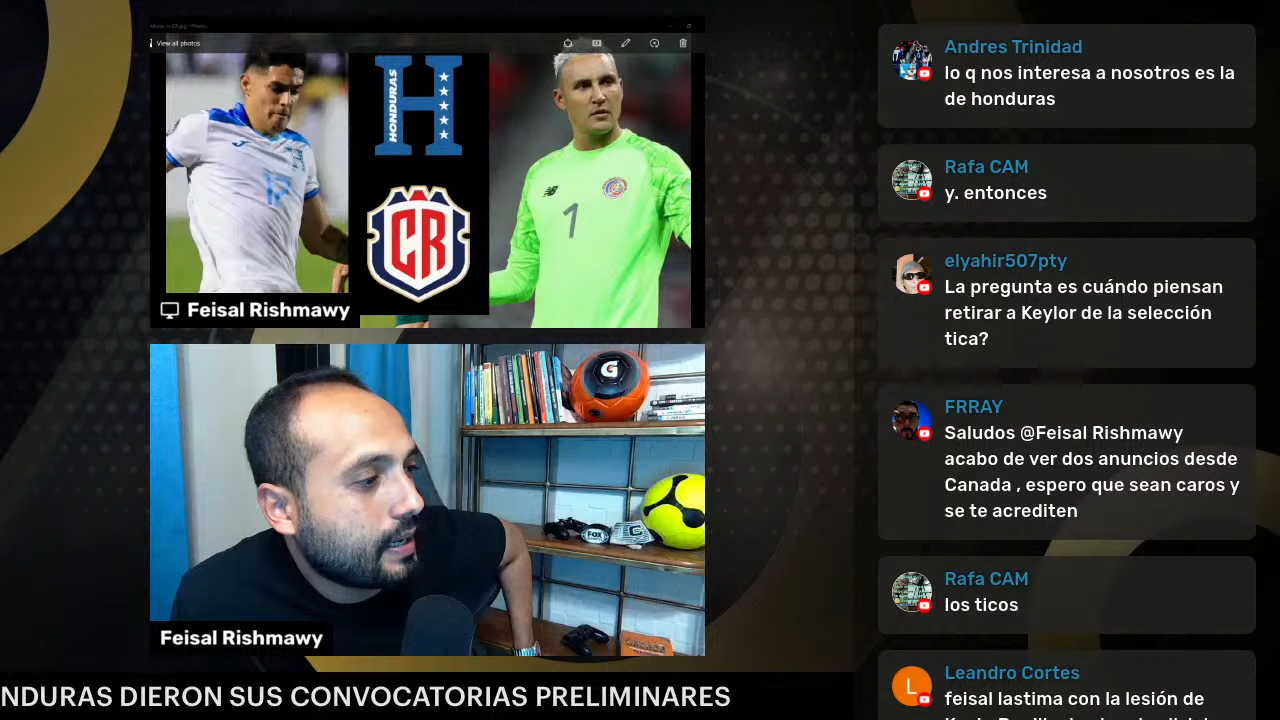 View all photos
HONDURAS
H
CR
1
17
Feisal Rishmawy
G
FOX
C
Feisal Rishmawy
NDURAS DIERON SUS CONVOCATORIAS PRELIMINARES
Andres Trinidad
lo q nos interesa a nosotros es la
de honduras
Rafa CAM
y. entonces
elyahir507pty
La pregunta es cuándo piensan
retirar a Keylor de la selección
tica?
FRRAY
Saludos @Feisal Rishmawy
acabo de ver dos anuncios desde
Canada , espero que sean caros y
se te acrediten
Rafa CAM
los ticos
L
Leandro Cortes
feisal lastima con la lesión de